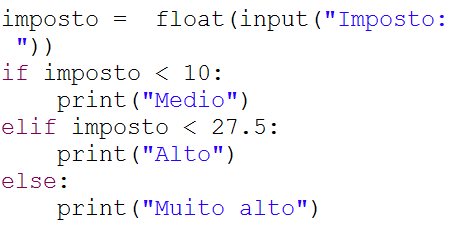 imposto =  float(input("Imposto:
 "))
if imposto < 10:
    print("Medio")
elif imposto < 27.5:
    print("Alto")
else:
    print("Muito alto")